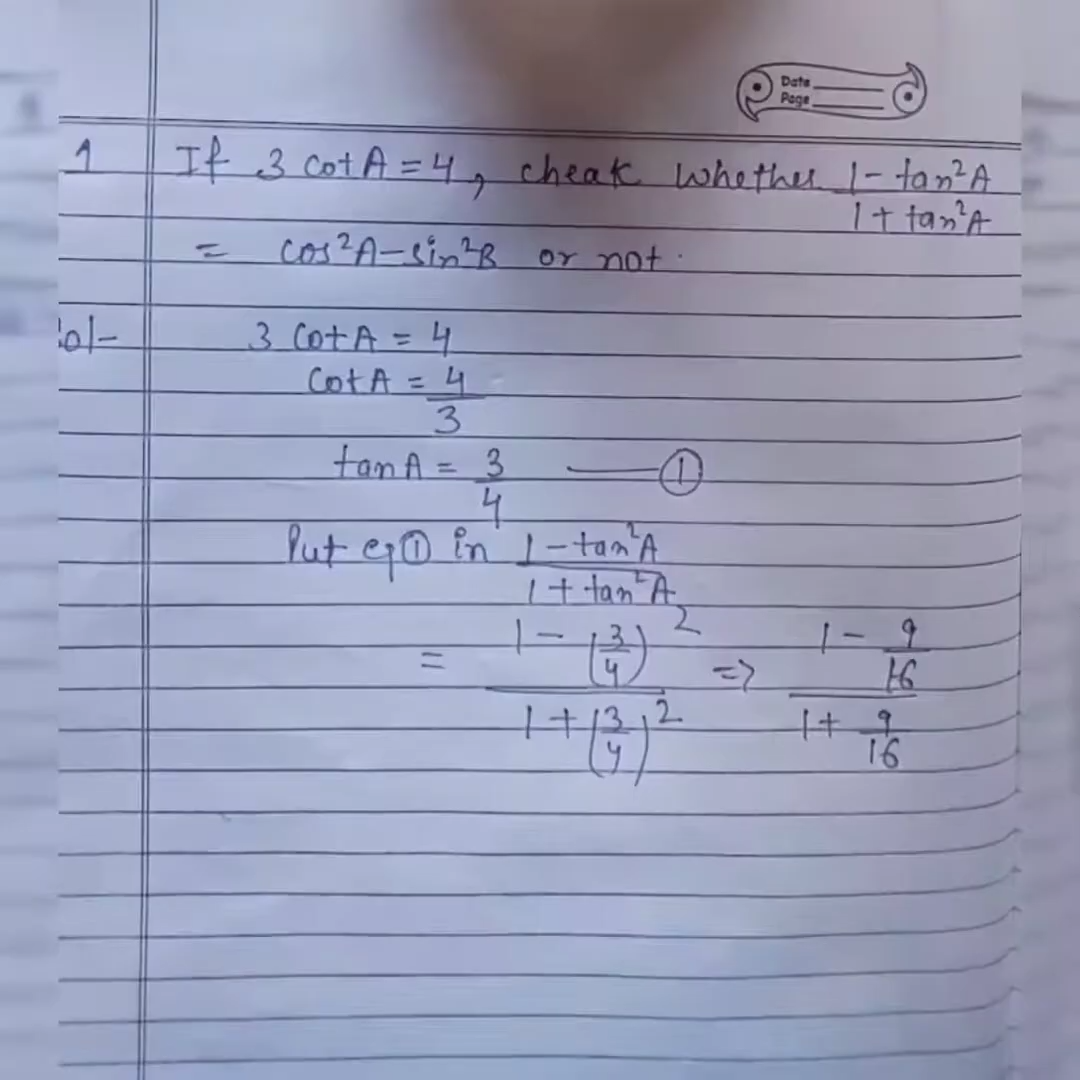 Date
Page
1 If 3 cot A = 4, cheak whether 1 - tan²A / 1 + tan²A
= cos²A - sin²B or not.
ol- 3 cot A = 4
cot A = 4/3
tan A = 3/4 —— ①
Put eq ① in 1 - tan²A / 1 + tan²A
= 1 - (3/4)² / 1 + (3/4)² => 1 - 9/16 / 1 + 9/16